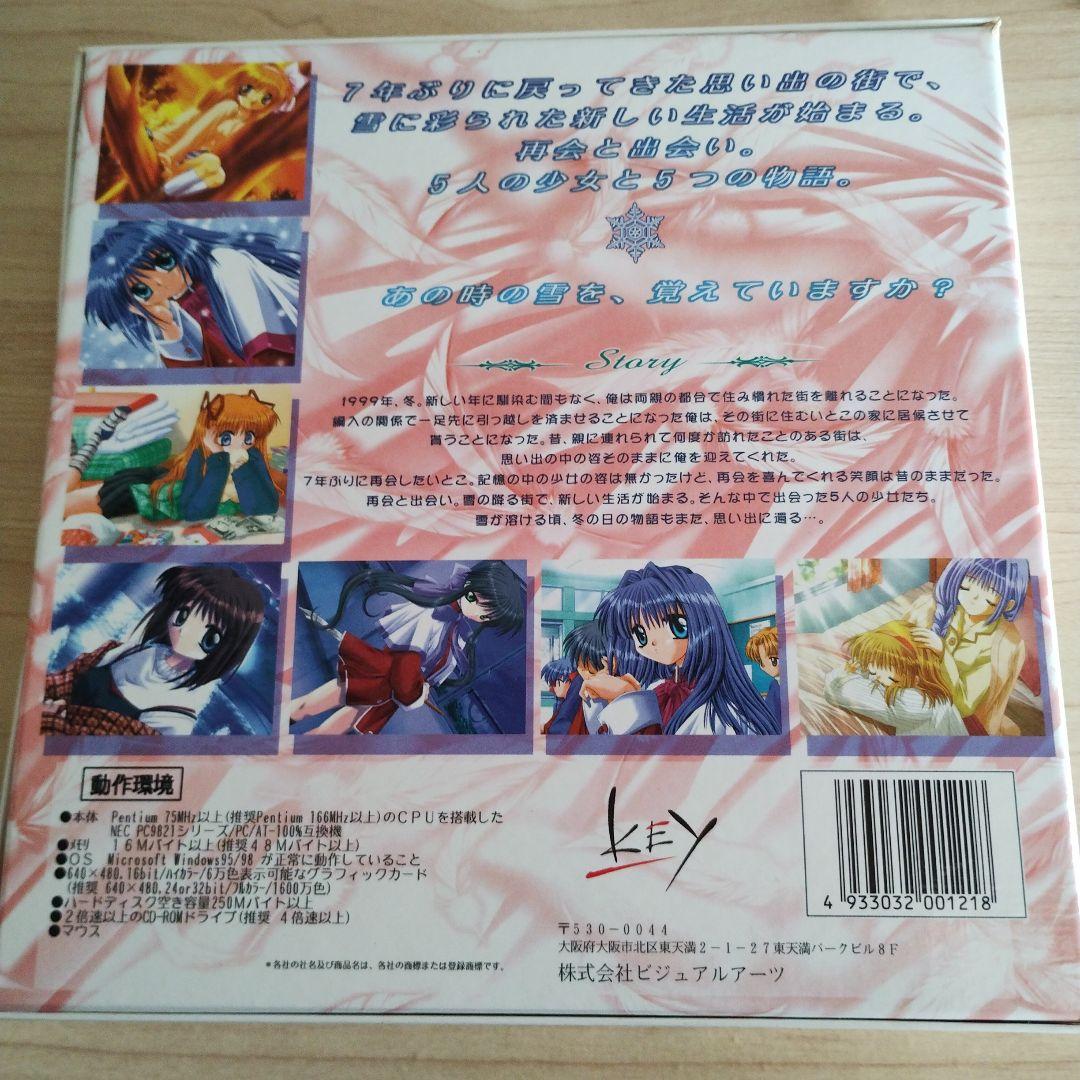 7年ぶりに戻ってきた思い出の街で、
雪に彩られた新しい生活が始まる。
再会と出会い。
5人の少女と5つの物語。
あの時の雪を、覚えていますか？
Story
1999年、冬。新しい年に馴染む間もなく、俺は両親の都合で住み慣れた街を離れることになった。
編入の関係で一足先に引っ越しを済ませることになった俺は、その街に住むいとこの家に居候させて
貰うことになった。昔、親に連れられて何度か訪れたことのある街は、
思い出の中の姿そのままに俺を迎えてくれた。
7年ぶりに再会したいとこ。記憶の中の少女の姿は無かったけど、再会を喜んでくれる笑顔は昔のままだった。
再会と出会い。雪の降る街で、新しい生活が始まる。そんな中で出会った5人の少女たち。
雪が溶ける頃、冬の日の物語もまた、思い出に還る…。
動作環境
●本体 Pentium 75MHz以上(推奨Pentium 166MHz以上)のCPUを搭載した
NEC PC9821シリーズ/PC/AT-100%互換機
●ﾒﾓﾘ 16Mバイト以上(推奨48Mバイト以上)
●OS Microsoft Windows95/98 が正常に動作していること
●640×480.16bit/ﾊｲｶﾗｰ/6万色表示可能なグラフィックカード
(推奨 640×480.24or32bit/ﾌﾙｶﾗｰ/1600万色)
●ハードディスク空き容量250Mバイト以上
●2倍速以上のCD-ROMドライブ(推奨 4倍速以上)
●マウス
*各社の社名及び商品名は、各社の商標または登録商標です。
KEY
4 933032 001218
〒530-0044
大阪府大阪市北区東天満2-1-27東天満パークビル8F
株式会社ビジュアルアーツ